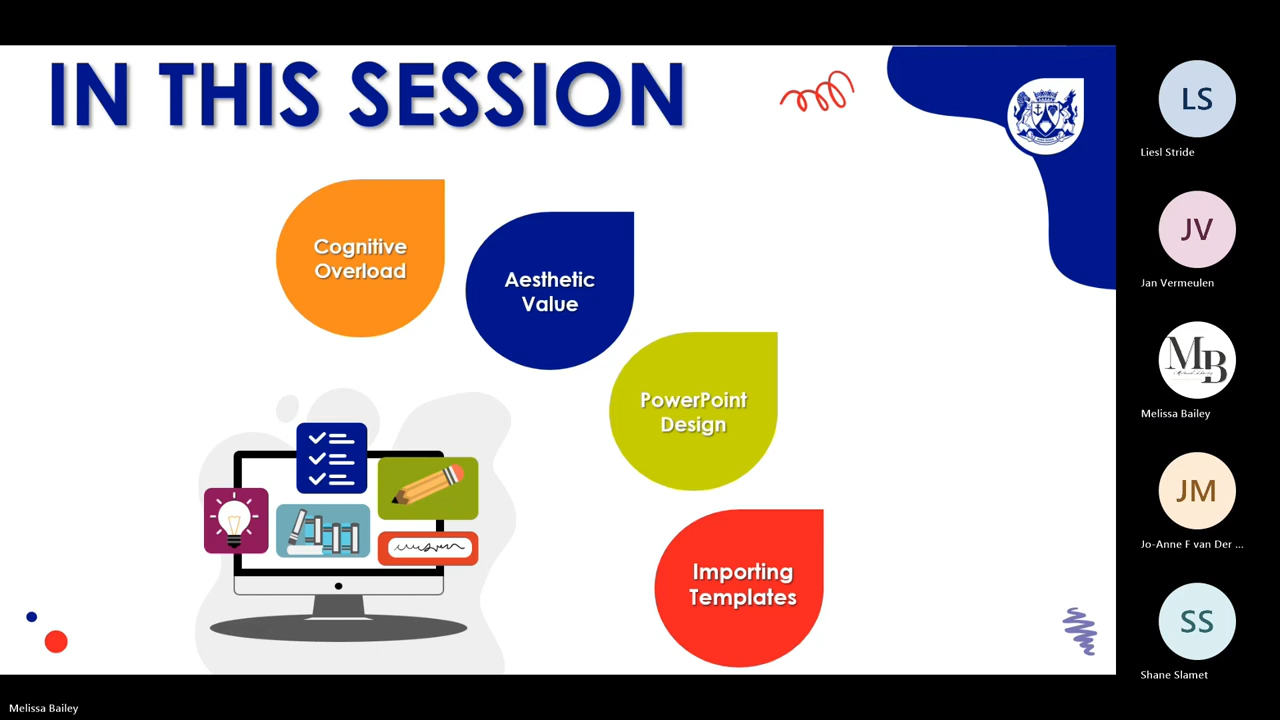 IN THIS SESSION
Cognitive
Overload
Aesthetic
Value
PowerPoint
Design
Importing
Templates
LS
Liesl Stride
JV
Jan Vermeulen
MB
Melissa Bailey
JM
Jo-Anne F van Der ...
SS
Shane Slamet
Melissa Bailey